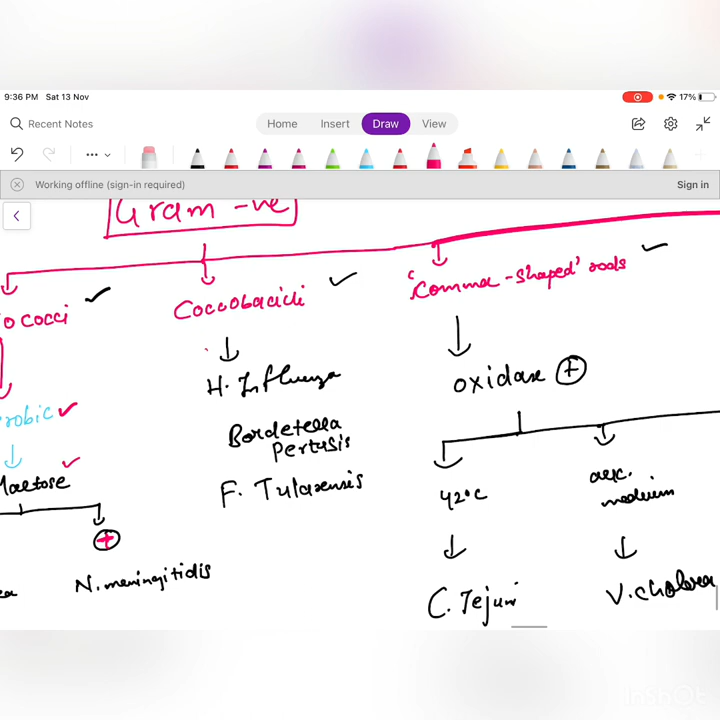 9:36 PM Sat 13 Nov
17%
Recent Notes
Home Insert Draw View
Working offline (sign-in required)
Sign in
Gram -ve
ococci
Coccobacilli
'Comma-shaped' rods
robic
H. Influenza
oxidase +
Maltose
Bordetella
Pertusis
F. Tularensis
42°C
medium
+
N. meningitidis
C. Jejuni
V. cholera
ea
InShOt